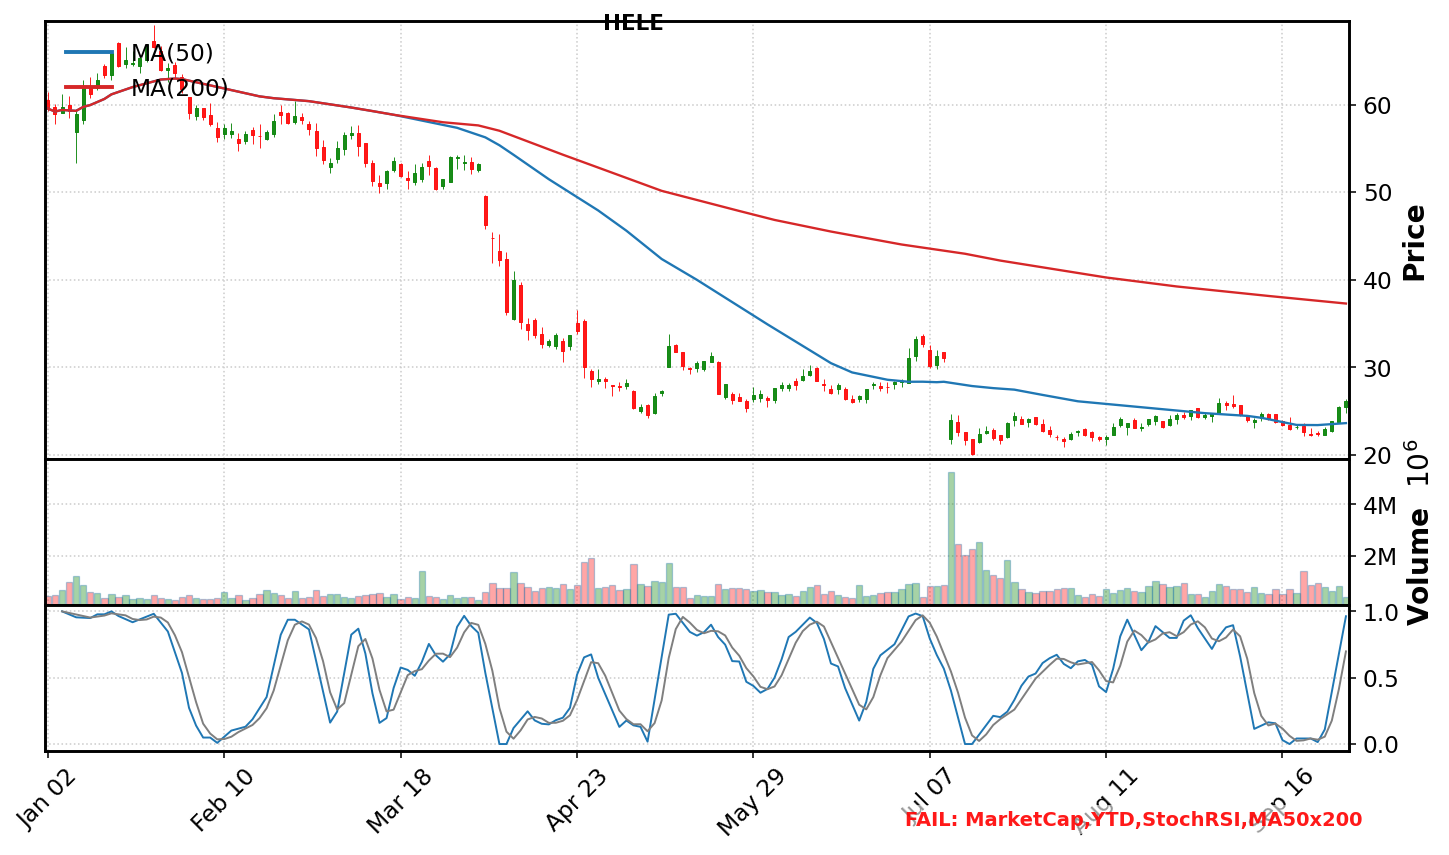 HELE
MA(50)
MA(200)
60
50
40
30
20
Price
4M
2M
Volume 10^6
1.0
0.5
0.0
Jan 02
Feb 10
Mar 18
Apr 23
May 29
Jul 07
Aug 11
Sep 16
FAIL: MarketCap,YTD,StochRSI,MA50x200